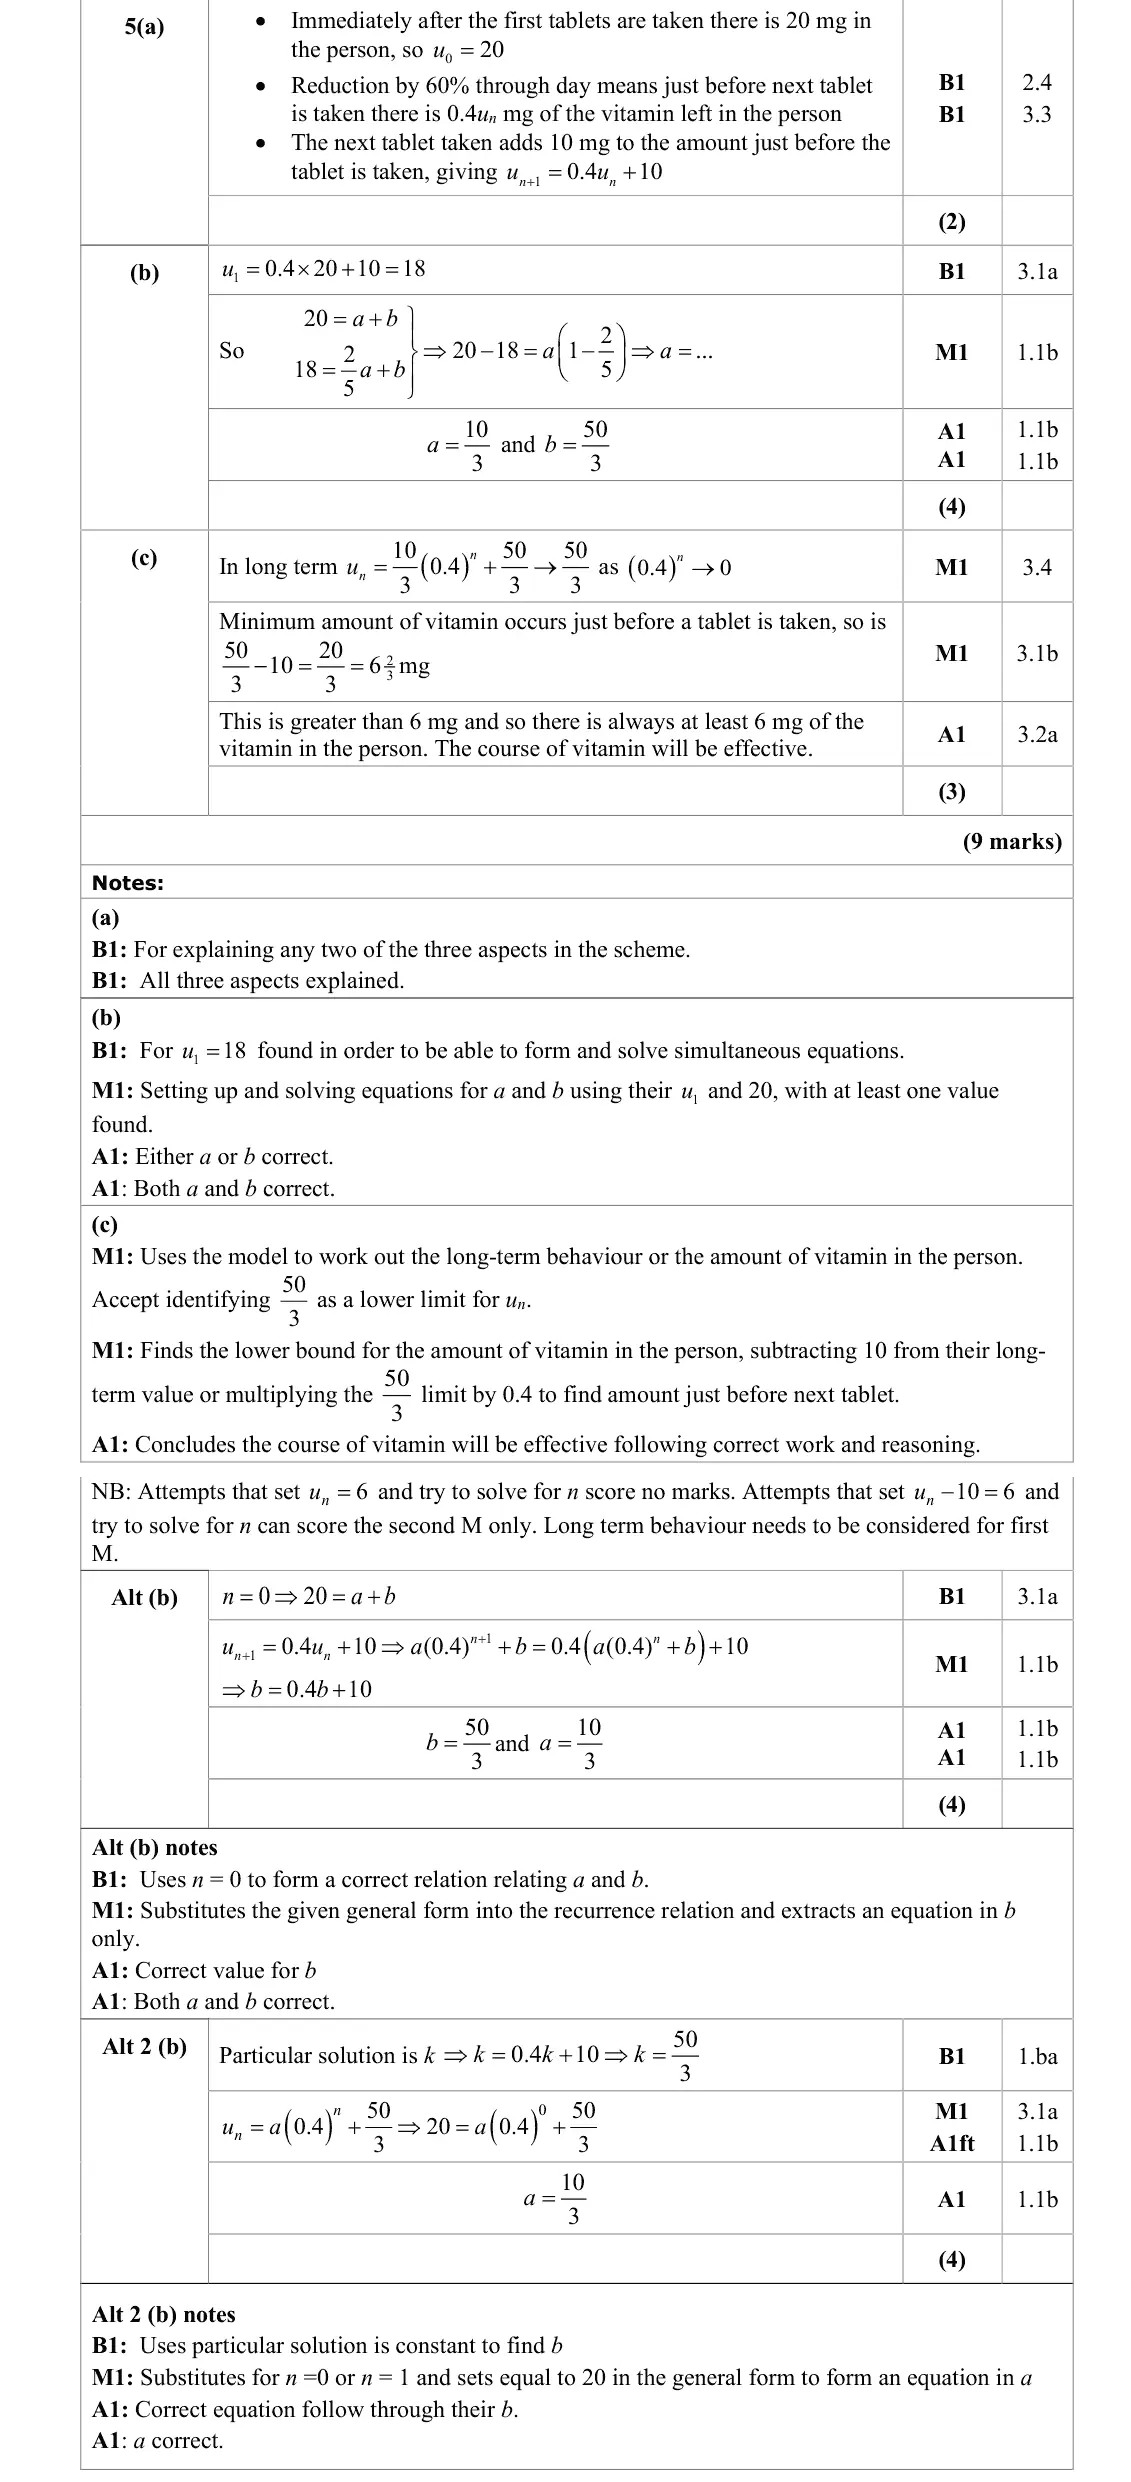 5(a)
• Immediately after the first tablets are taken there is 20 mg in
the person, so u₀ = 20
• Reduction by 60% through day means just before next tablet
is taken there is 0.4uₙ mg of the vitamin left in the person
• The next tablet taken adds 10 mg to the amount just before the
tablet is taken, giving uₙ₊₁ = 0.4uₙ + 10
B1 2.4
B1 3.3
(2)
(b)
u₁ = 0.4 × 20 + 10 = 18
B1 3.1a
So 20 = a + b
18 = 2/5 a + b } ⇒ 20 − 18 = a(1 − 2/5) ⇒ a = ...
M1 1.1b
a = 10/3 and b = 50/3
A1 1.1b
A1 1.1b
(4)
(c)
In long term uₙ = 10/3 (0.4)ⁿ + 50/3 → 50/3 as (0.4)ⁿ → 0
M1 3.4
Minimum amount of vitamin occurs just before a tablet is taken, so is
50/3 − 10 = 20/3 = 6 2/3 mg
M1 3.1b
This is greater than 6 mg and so there is always at least 6 mg of the
vitamin in the person. The course of vitamin will be effective.
A1 3.2a
(3)
(9 marks)
Notes:
(a)
B1: For explaining any two of the three aspects in the scheme.
B1: All three aspects explained.
(b)
B1: For u₁ = 18 found in order to be able to form and solve simultaneous equations.
M1: Setting up and solving equations for a and b using their u₁ and 20, with at least one value
found.
A1: Either a or b correct.
A1: Both a and b correct.
(c)
M1: Uses the model to work out the long-term behaviour or the amount of vitamin in the person.
Accept identifying 50/3 as a lower limit for uₙ.
M1: Finds the lower bound for the amount of vitamin in the person, subtracting 10 from their long-
term value or multiplying the 50/3 limit by 0.4 to find amount just before next tablet.
A1: Concludes the course of vitamin will be effective following correct work and reasoning.
NB: Attempts that set uₙ = 6 and try to solve for n score no marks. Attempts that set uₙ − 10 = 6 and
try to solve for n can score the second M only. Long term behaviour needs to be considered for first
M.
Alt (b)
n = 0 ⇒ 20 = a + b
B1 3.1a
uₙ₊₁ = 0.4uₙ + 10 ⇒ a(0.4)ⁿ⁺¹ + b = 0.4(a(0.4)ⁿ + b) + 10
⇒ b = 0.4b + 10
M1 1.1b
b = 50/3 and a = 10/3
A1 1.1b
A1 1.1b
(4)
Alt (b) notes
B1: Uses n = 0 to form a correct relation relating a and b.
M1: Substitutes the given general form into the recurrence relation and extracts an equation in b
only.
A1: Correct value for b
A1: Both a and b correct.
Alt 2 (b)
Particular solution is k ⇒ k = 0.4k + 10 ⇒ k = 50/3
B1 1.ba
uₙ = a(0.4)ⁿ + 50/3 ⇒ 20 = a(0.4)⁰ + 50/3
M1 3.1a
A1ft 1.1b
a = 10/3
A1 1.1b
(4)
Alt 2 (b) notes
B1: Uses particular solution is constant to find b
M1: Substitutes for n =0 or n = 1 and sets equal to 20 in the general form to form an equation in a
A1: Correct equation follow through their b.
A1: a correct.